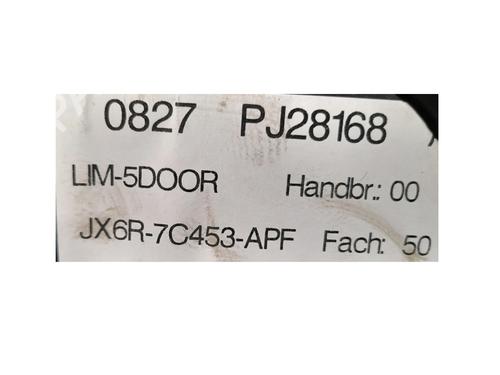 0827 PJ28168
LIM-5DOOR Handbr.: 00
JX6R-7C453-APF Fach: 50